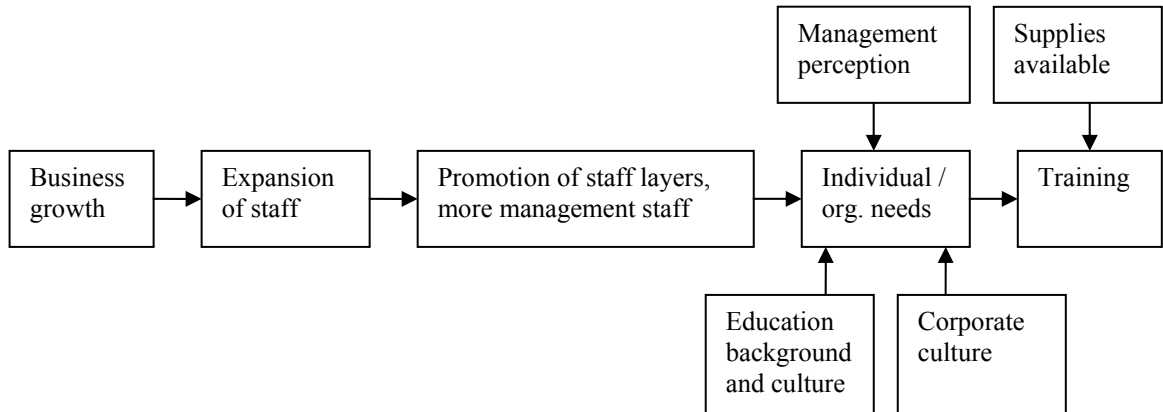 Management
perception
Supplies
available
Business
growth
Expansion
of staff
Promotion of staff layers,
more management staff
Individual /
org. needs
Training
Education
background
and culture
Corporate
culture